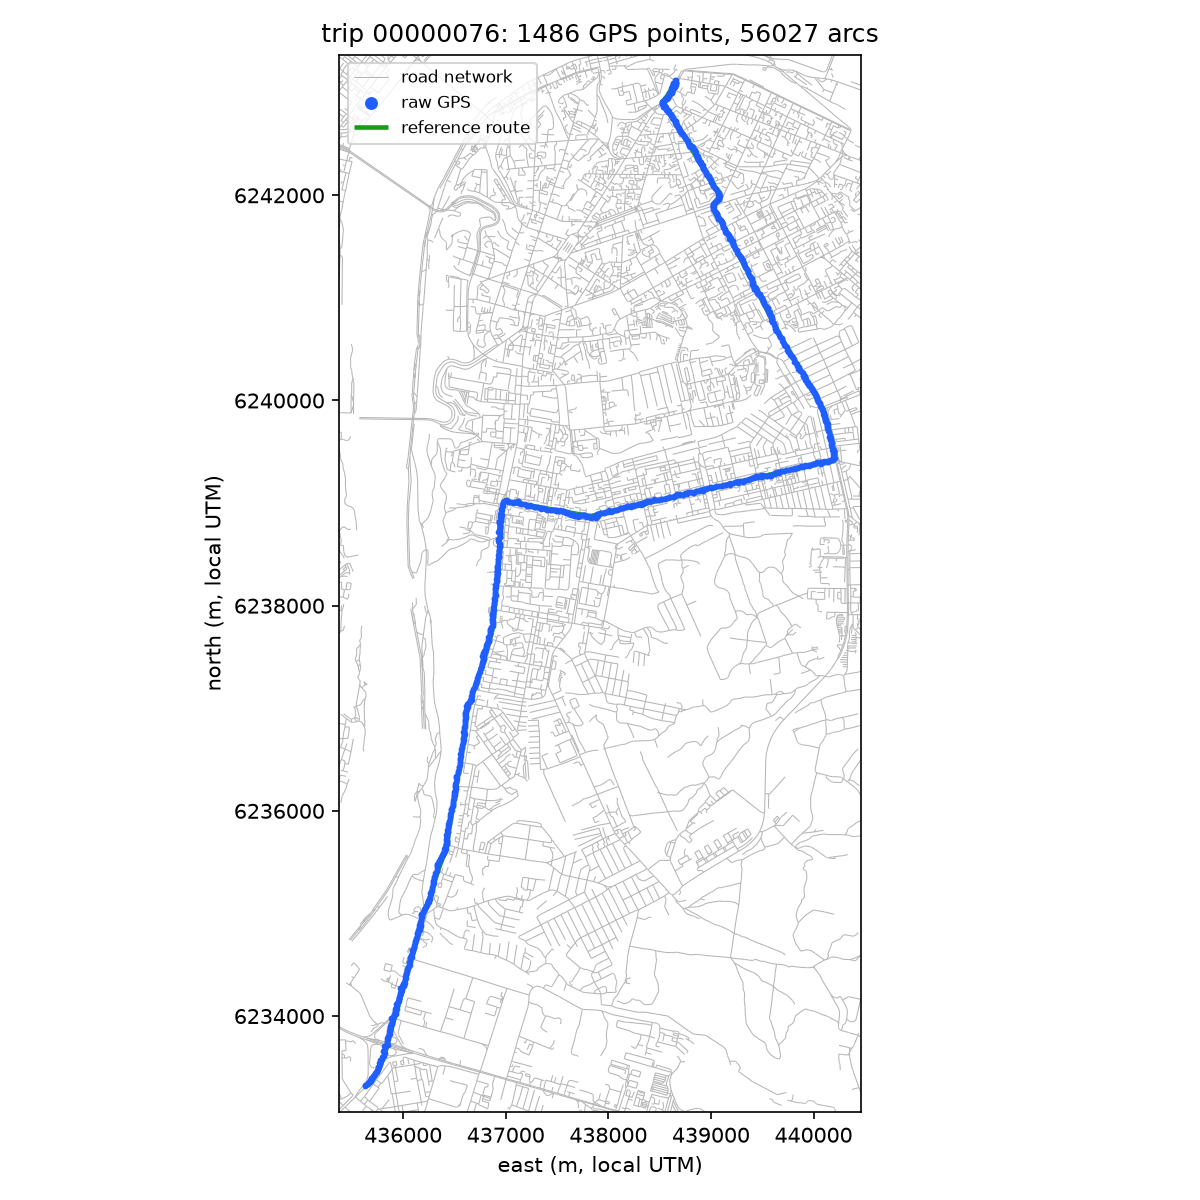 trip 00000076: 1486 GPS points, 56027 arcs
road network
raw GPS
reference route
6242000
6240000
6238000
6236000
6234000
north (m, local UTM)
436000 437000 438000 439000 440000
east (m, local UTM)